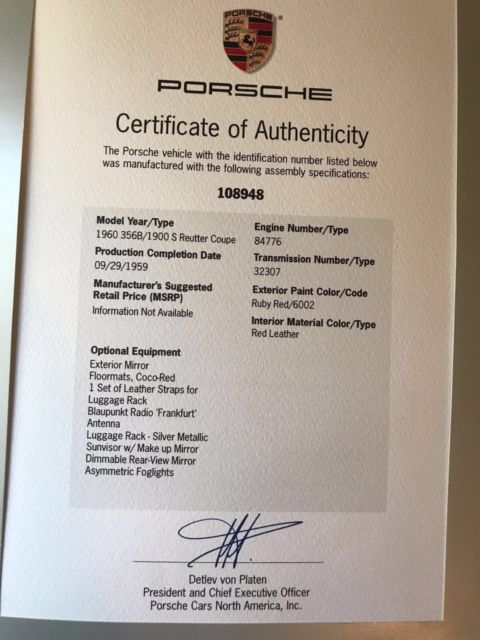 PORSCHE
PORSCHE
Certificate of Authenticity
The Porsche vehicle with the identification number listed below
was manufactured with the following assembly specifications:
108948
Model Year/Type
1960 356B/1900 S Reutter Coupe
Production Completion Date
09/29/1959
Manufacturer's Suggested
Retail Price (MSRP)
Information Not Available
Engine Number/Type
84776
Transmission Number/Type
32307
Exterior Paint Color/Code
Ruby Red/6002
Interior Material Color/Type
Red Leather
Optional Equipment
Exterior Mirror
Floormats, Coco-Red
1 Set of Leather Straps for
Luggage Rack
Blaupunkt Radio 'Frankfurt'
Antenna
Luggage Rack - Silver Metallic
Sunvisor w/ Make up Mirror
Dimmable Rear-View Mirror
Asymmetric Foglights
Detlev von Platen
President and Chief Executive Officer
Porsche Cars North America, Inc.